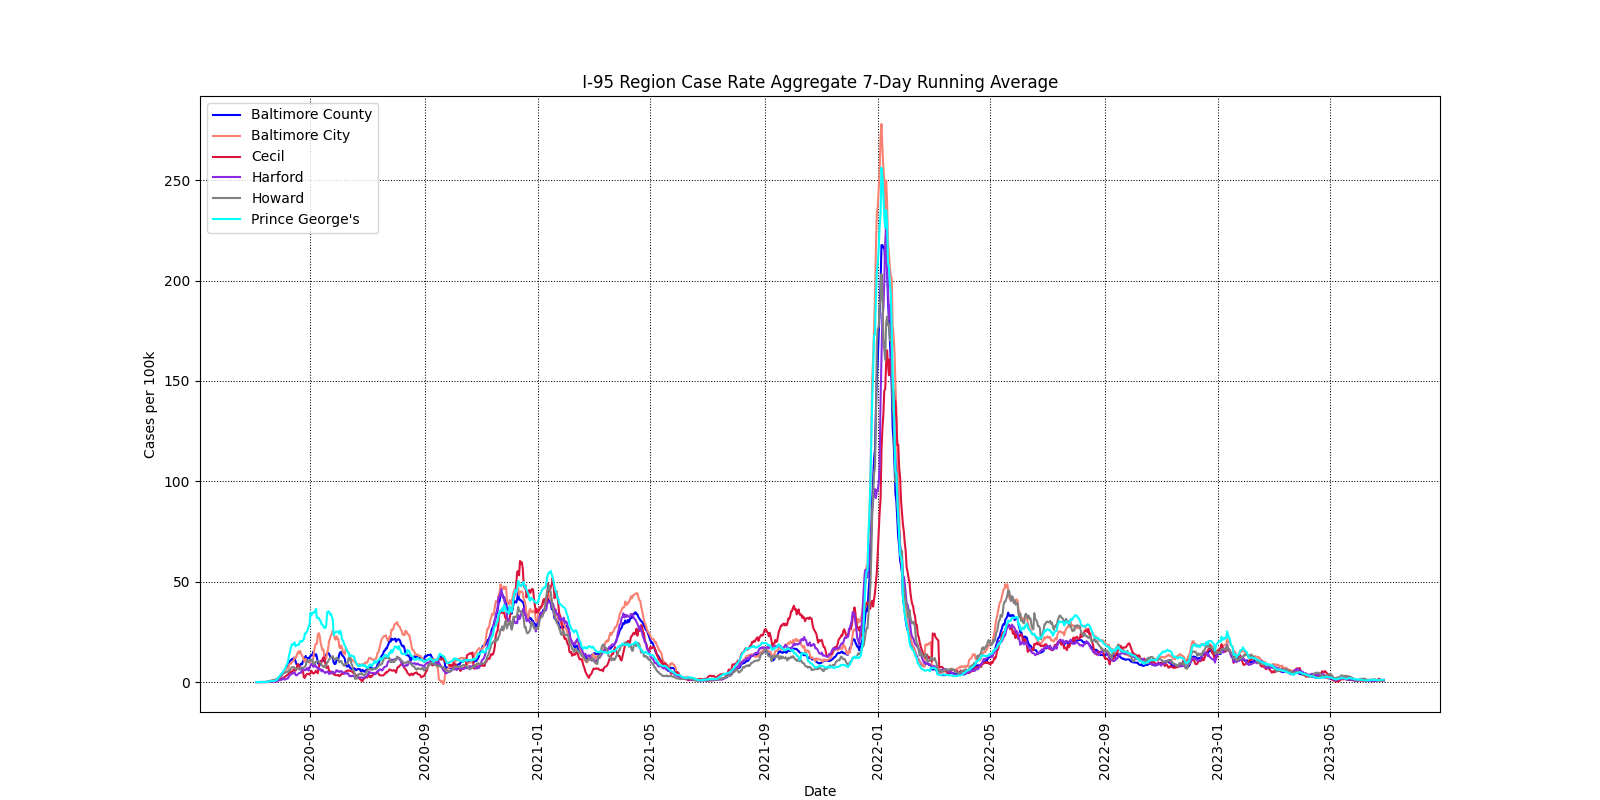 I-95 Region Case Rate Aggregate 7-Day Running Average
Baltimore County
Baltimore City
Cecil
Harford
Howard
Prince George's
250
200
150
100
50
0
Cases per 100k
2020-05
2020-09
2021-01
2021-05
2021-09
2022-01
2022-05
2022-09
2023-01
2023-05
Date